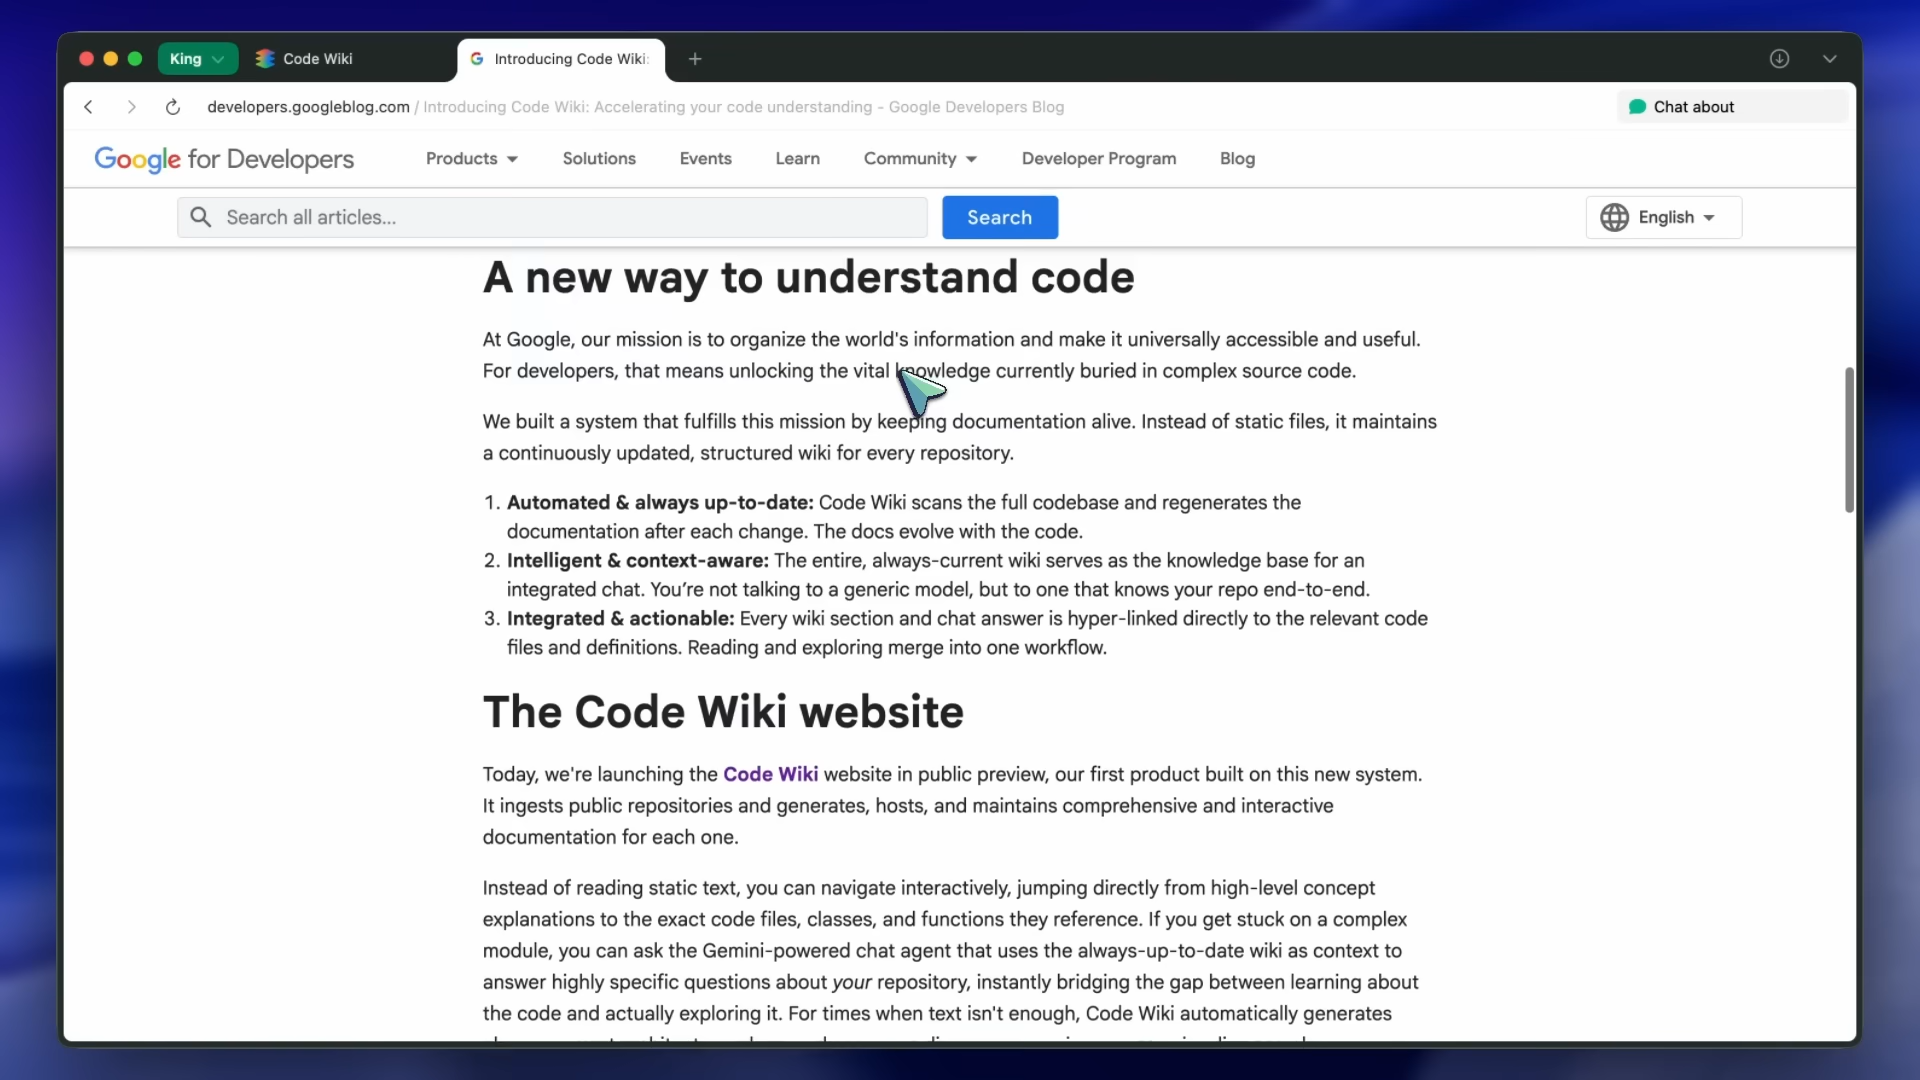 King
Code Wiki
Introducing Code Wiki:
developers.googleblog.com / Introducing Code Wiki: Accelerating your code understanding - Google Developers Blog
Chat about
Google for Developers
Products
Solutions
Events
Learn
Community
Developer Program
Blog
Search all articles...
Search
English
A new way to understand code
At Google, our mission is to organize the world's information and make it universally accessible and useful.
For developers, that means unlocking the vital knowledge currently buried in complex source code.
We built a system that fulfills this mission by keeping documentation alive. Instead of static files, it maintains
a continuously updated, structured wiki for every repository.
1. Automated & always up-to-date: Code Wiki scans the full codebase and regenerates the
documentation after each change. The docs evolve with the code.
2. Intelligent & context-aware: The entire, always-current wiki serves as the knowledge base for an
integrated chat. You’re not talking to a generic model, but to one that knows your repo end-to-end.
3. Integrated & actionable: Every wiki section and chat answer is hyper-linked directly to the relevant code
files and definitions. Reading and exploring merge into one workflow.
The Code Wiki website
Today, we're launching the Code Wiki website in public preview, our first product built on this new system.
It ingests public repositories and generates, hosts, and maintains comprehensive and interactive
documentation for each one.
Instead of reading static text, you can navigate interactively, jumping directly from high-level concept
explanations to the exact code files, classes, and functions they reference. If you get stuck on a complex
module, you can ask the Gemini-powered chat agent that uses the always-up-to-date wiki as context to
answer highly specific questions about your repository, instantly bridging the gap between learning about
the code and actually exploring it. For times when text isn't enough, Code Wiki automatically generates